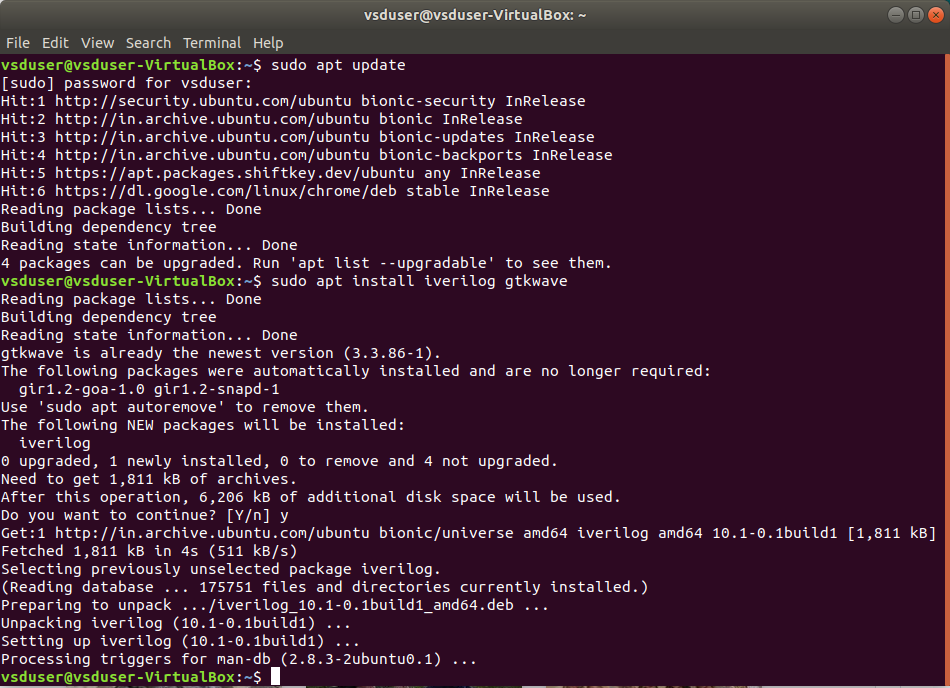 vsduser@vsduser-VirtualBox: ~
File Edit View Search Terminal Help
vsduser@vsduser-VirtualBox:~$ sudo apt update
[sudo] password for vsduser:
Hit:1 http://security.ubuntu.com/ubuntu bionic-security InRelease
Hit:2 http://in.archive.ubuntu.com/ubuntu bionic InRelease
Hit:3 http://in.archive.ubuntu.com/ubuntu bionic-updates InRelease
Hit:4 http://in.archive.ubuntu.com/ubuntu bionic-backports InRelease
Hit:5 https://apt.packages.shiftkey.dev/ubuntu any InRelease
Hit:6 https://dl.google.com/linux/chrome/deb stable InRelease
Reading package lists... Done
Building dependency tree
Reading state information... Done
4 packages can be upgraded. Run 'apt list --upgradable' to see them.
vsduser@vsduser-VirtualBox:~$ sudo apt install iverilog gtkwave
Reading package lists... Done
Building dependency tree
Reading state information... Done
gtkwave is already the newest version (3.3.86-1).
The following packages were automatically installed and are no longer required:
  gir1.2-goa-1.0 gir1.2-snapd-1
Use 'sudo apt autoremove' to remove them.
The following NEW packages will be installed:
  iverilog
0 upgraded, 1 newly installed, 0 to remove and 4 not upgraded.
Need to get 1,811 kB of archives.
After this operation, 6,206 kB of additional disk space will be used.
Do you want to continue? [Y/n] y
Get:1 http://in.archive.ubuntu.com/ubuntu bionic/universe amd64 iverilog amd64 10.1-0.1build1 [1,811 kB]
Fetched 1,811 kB in 4s (511 kB/s)
Selecting previously unselected package iverilog.
(Reading database ... 175751 files and directories currently installed.)
Preparing to unpack .../iverilog_10.1-0.1build1_amd64.deb ...
Unpacking iverilog (10.1-0.1build1) ...
Setting up iverilog (10.1-0.1build1) ...
Processing triggers for man-db (2.8.3-2ubuntu0.1) ...
vsduser@vsduser-VirtualBox:~$